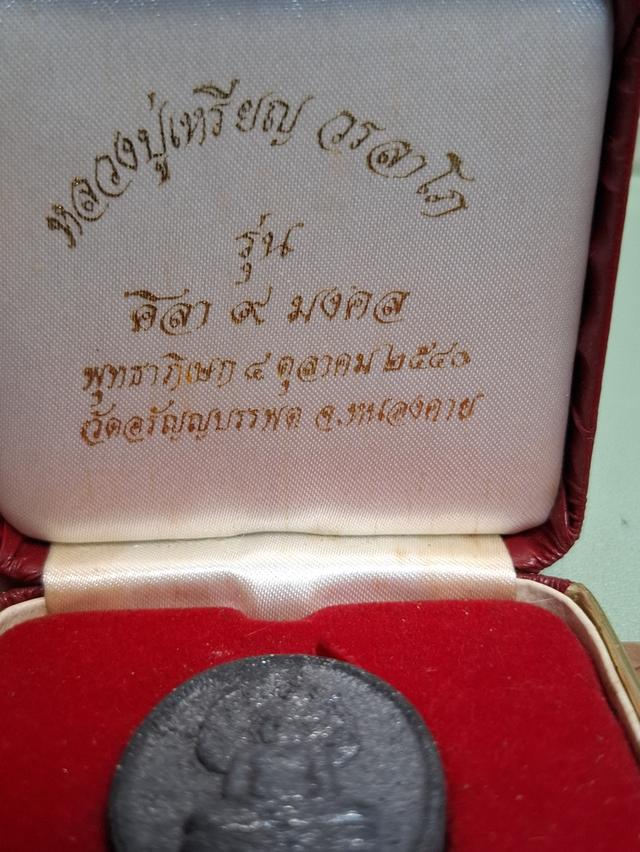 หลวงปู่เหรียญ วรลาโภ
รุ่น
ศิลา ๙ มงคล
พุทธาภิเษก ๔ ตุลาคม ๒๕๔๐
วัดอรัญญบรรพต จ.หนองคาย